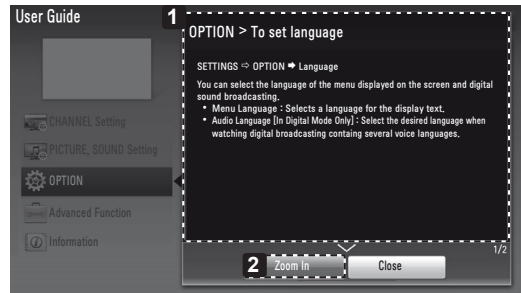 User Guide
1
OPTION > To set language
SETTINGS ⇨ OPTION ➡ Language
You can select the language of the menu displayed on the screen and digital
sound broadcasting.
• Menu Language : Selects a language for the display text.
• Audio Language [In Digital Mode Only] : Select the desired language when
watching digital broadcasting containg several voice languages.
CHANNEL Setting
PICTURE, SOUND Setting
OPTION
Advanced Function
Information
1/2
2
Zoom In
Close